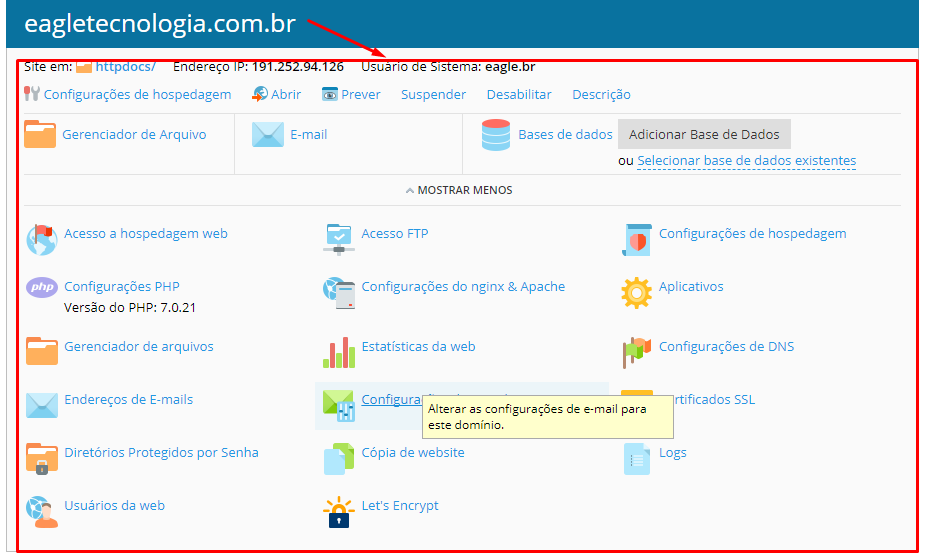 eagletecnologia.com.br
Site em: httpdocs/ Endereço IP: 191.252.94.126 Usuário de Sistema: eagle.br
Configurações de hospedagem Abrir Prever Suspender Desabilitar Descrição
Gerenciador de Arquivo E-mail Bases de dados Adicionar Base de Dados
ou Selecionar base de dados existentes
MOSTRAR MENOS
Acesso a hospedagem web Acesso FTP Configurações de hospedagem
php Configurações PHP Configurações do nginx & Apache Aplicativos
Versão do PHP: 7.0.21
Gerenciador de arquivos Estatísticas da web Configurações de DNS
Endereços de E-mails Certificados SSL
Alterar as configurações de e-mail para
este domínio.
Diretórios Protegidos por Senha Cópia de website Logs
Usuários da web Let's Encrypt